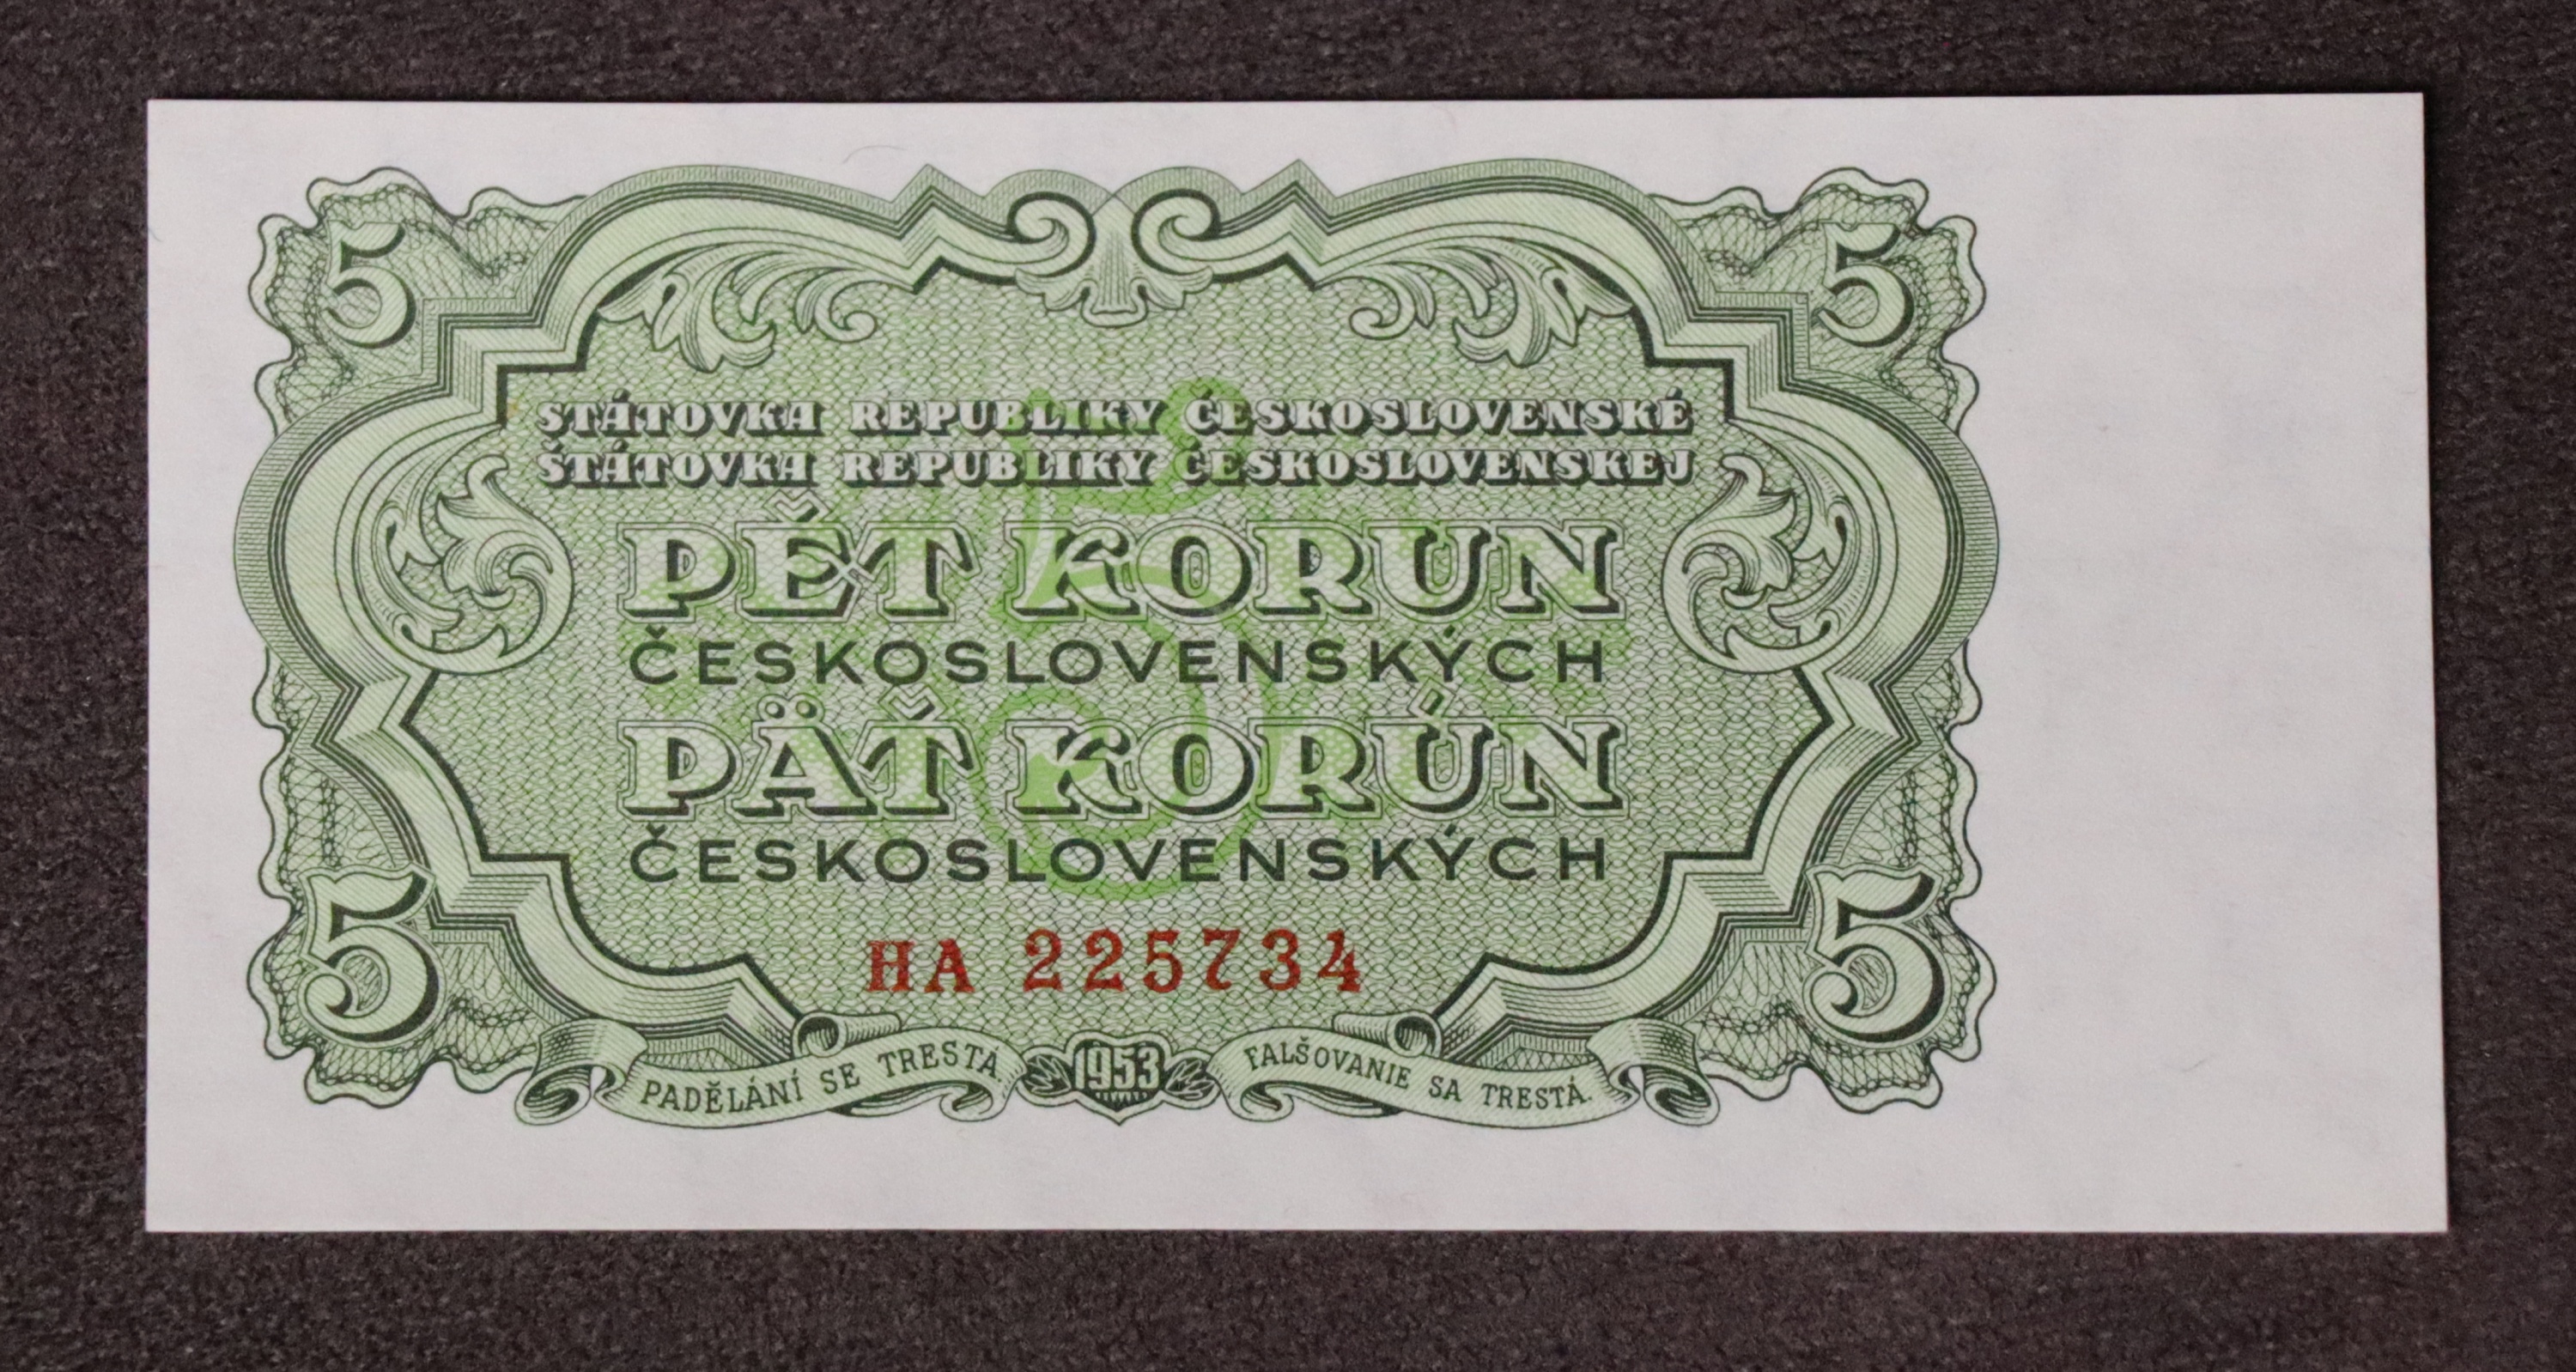 5
5
STÁTOVKA REPUBLIKY ČESKOSLOVENSKÉ
ŠTÁTOVKA REPUBLIKY ČESKOSLOVENSKEJ
PĚT KORUN
ČESKOSLOVENSKÝCH
PÄŤ KORÚN
ČESKOSLOVENSKÝCH
5
5
HA 225734
PADĚLÁNÍ SE TRESTÁ.
1953
FALŠOVANIE SA TRESTÁ.